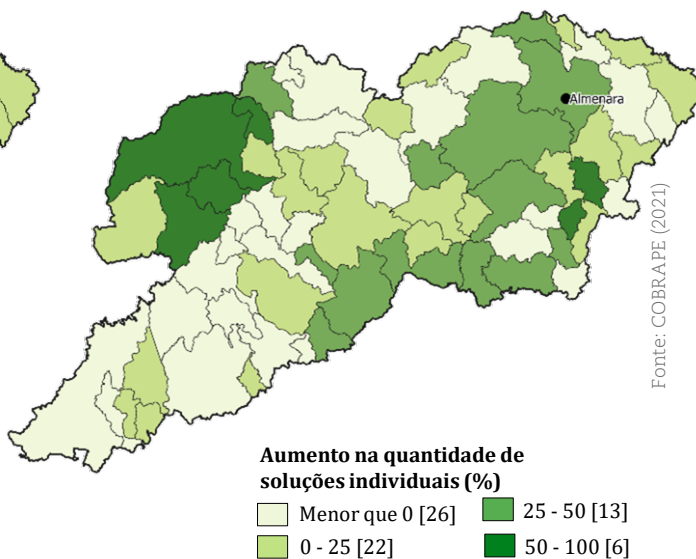 Almenara
Fonte: COBRAPE (2021)
Aumento na quantidade de
soluções individuais (%)
Menor que 0 [26]
25 - 50 [13]
0 - 25 [22]
50 - 100 [6]